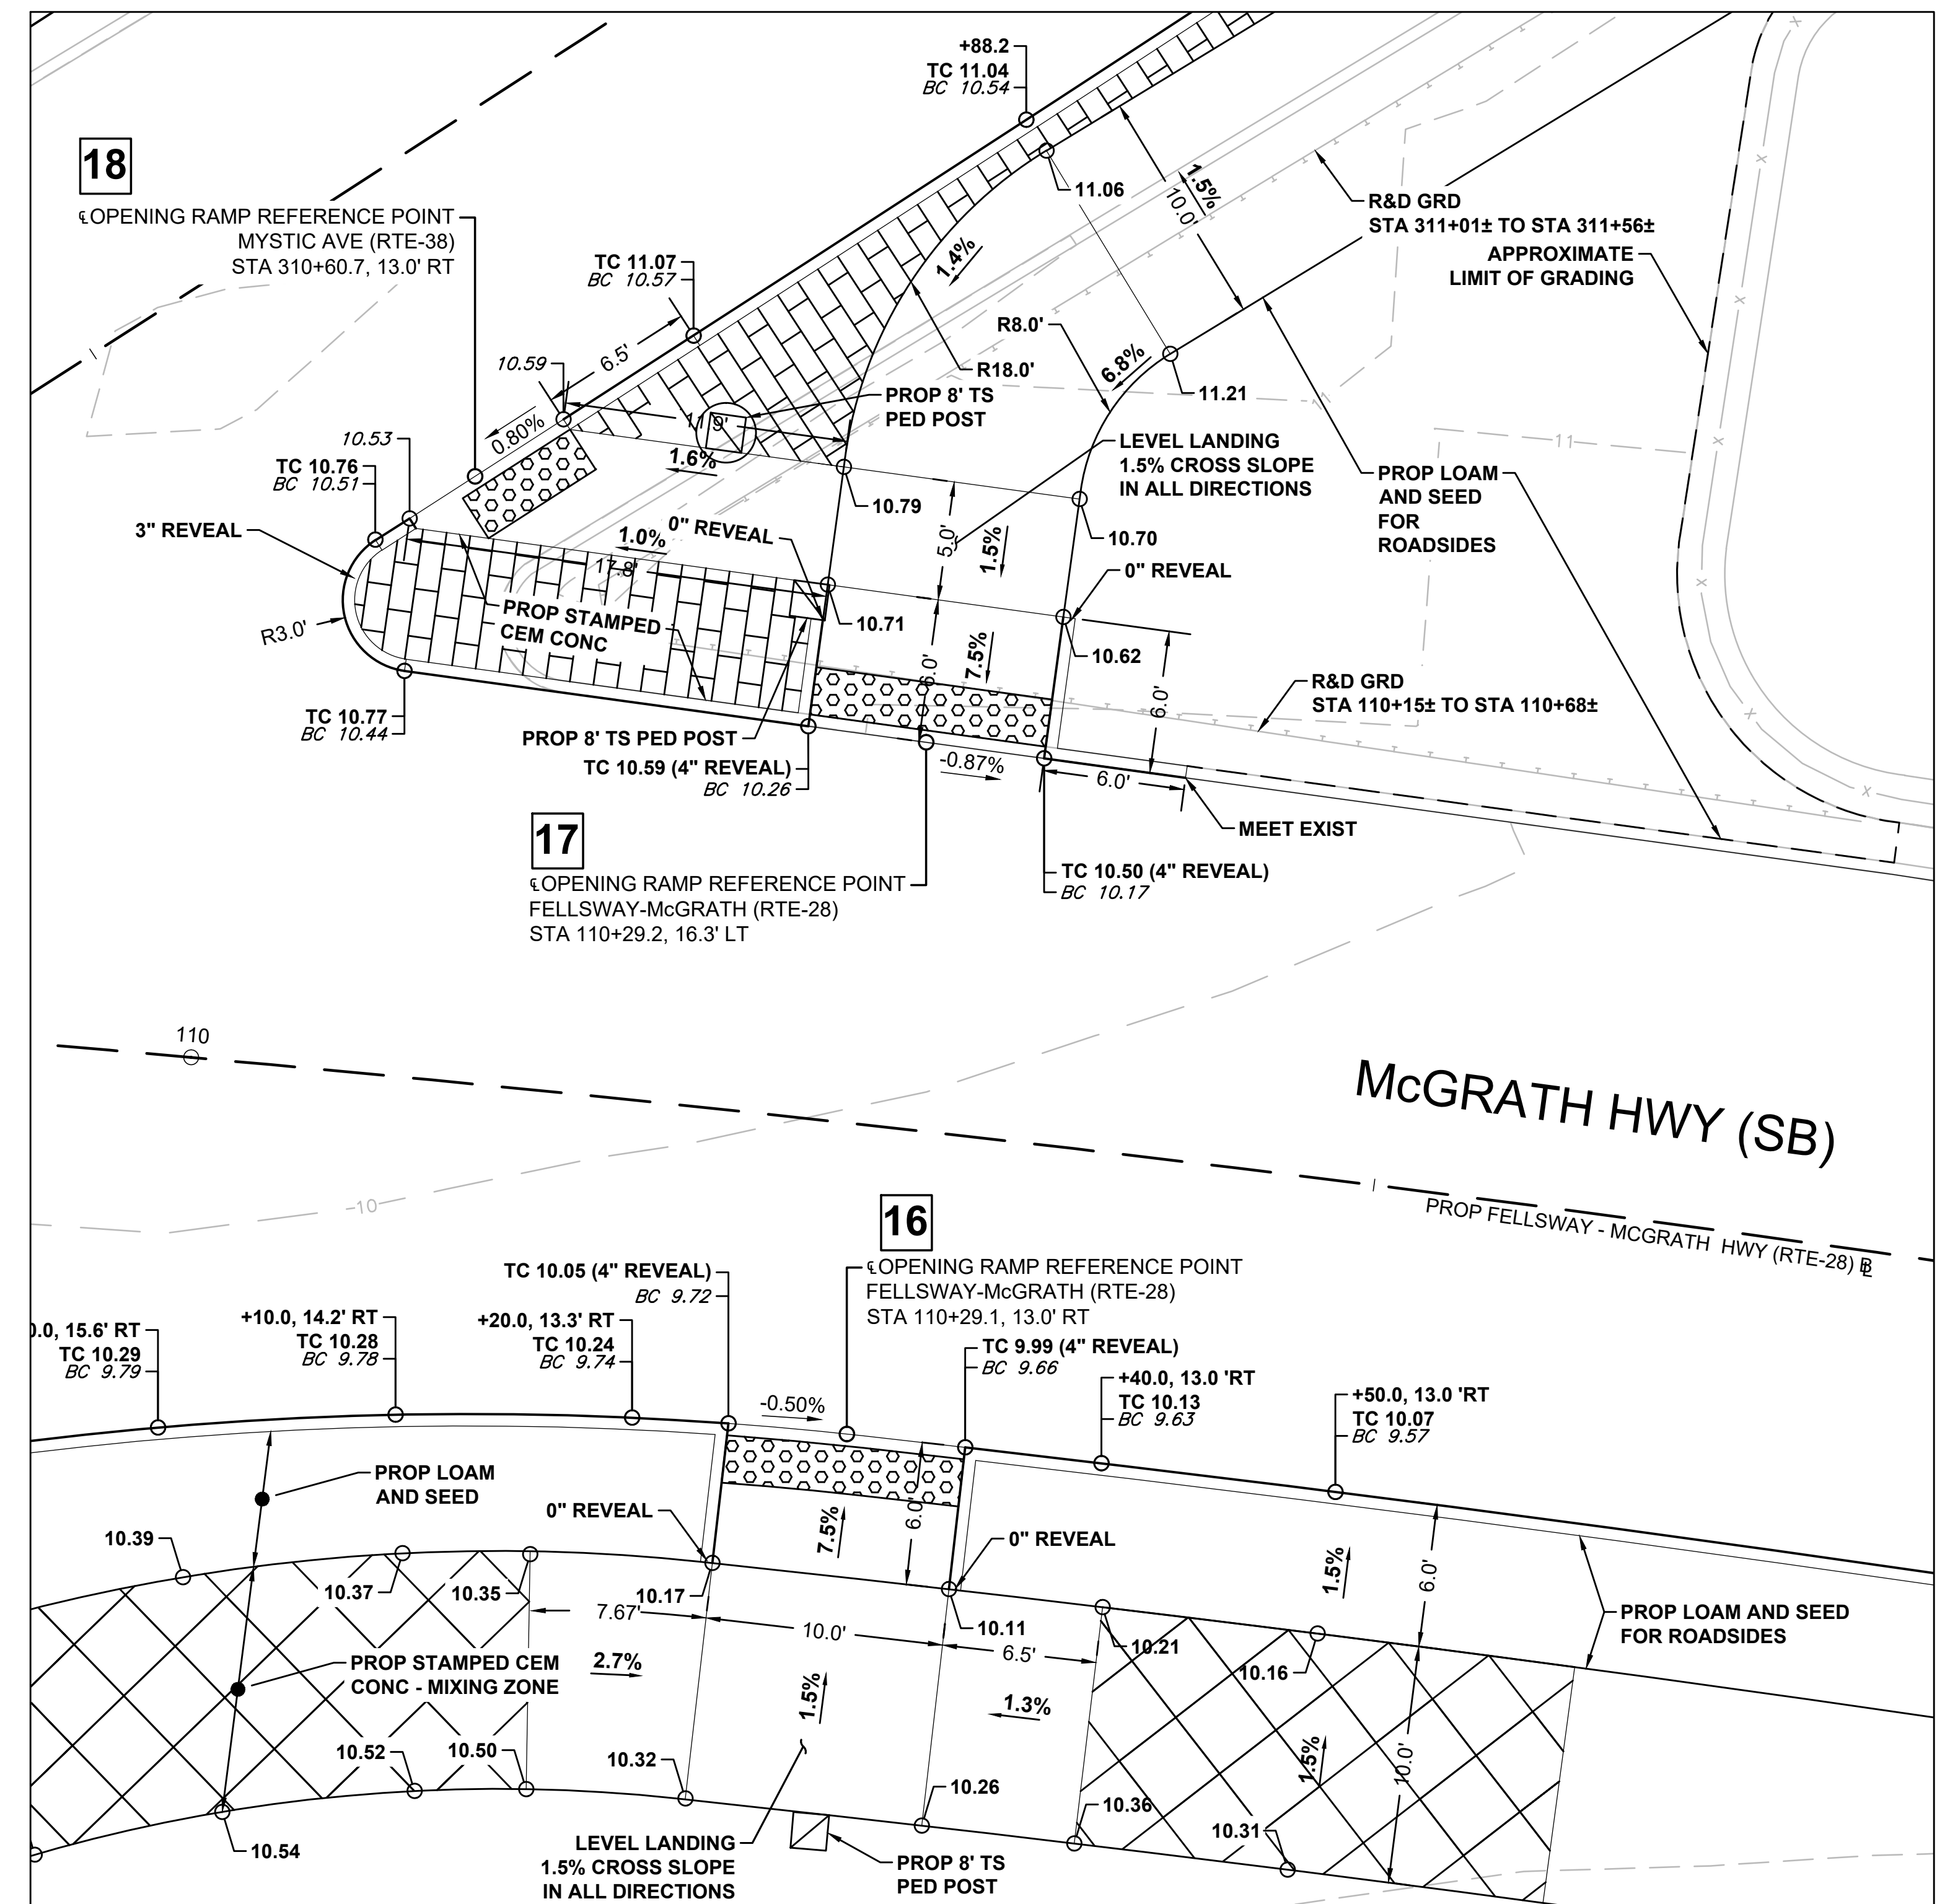 +88.2
TC 11.04
BC 10.54
18
℄OPENING RAMP REFERENCE POINT
MYSTIC AVE (RTE-38)
STA 310+60.7, 13.0' RT
11.06
1.5%
10.0'
R&D GRD
STA 311+01± TO STA 311+56±
APPROXIMATE
LIMIT OF GRADING
TC 11.07
BC 10.57
1.4%
R8.0'
R18.0'
6.8%
11.21
10.59
6.5'
PROP 8' TS
PED POST
11.9'
0.80%
1.6%
10.53
TC 10.76
BC 10.51
LEVEL LANDING
1.5% CROSS SLOPE
IN ALL DIRECTIONS
11
11
PROP LOAM
AND SEED
FOR
ROADSIDES
10.79
10.70
3" REVEAL
0" REVEAL
1.0%
17.8'
5.0'
1.5%
0" REVEAL
PROP STAMPED
CEM CONC
10.71
R3.0'
10.62
6.0'
7.5%
6.0'
R&D GRD
STA 110+15± TO STA 110+68±
TC 10.77
BC 10.44
PROP 8' TS PED POST
TC 10.59 (4" REVEAL)
BC 10.26
-0.87%
6.0'
MEET EXIST
17
℄OPENING RAMP REFERENCE POINT
FELLSWAY-McGRATH (RTE-28)
STA 110+29.2, 16.3' LT
TC 10.50 (4" REVEAL)
BC 10.17
110
McGRATH HWY (SB)
PROP FELLSWAY - MCGRATH HWY (RTE-28) BL
10
16
℄OPENING RAMP REFERENCE POINT
FELLSWAY-McGRATH (RTE-28)
STA 110+29.1, 13.0' RT
TC 10.05 (4" REVEAL)
BC 9.72
0.0, 15.6' RT
TC 10.29
BC 9.79
+10.0, 14.2' RT
TC 10.28
BC 9.78
+20.0, 13.3' RT
TC 10.24
BC 9.74
TC 9.99 (4" REVEAL)
BC 9.66
+40.0, 13.0 'RT
TC 10.13
BC 9.63
+50.0, 13.0 'RT
TC 10.07
BC 9.57
-0.50%
PROP LOAM
AND SEED
0" REVEAL
7.5%
6.0'
0" REVEAL
10.39
10.37
10.35
10.17
7.67'
10.0'
10.11
6.5'
10.21
10.16
1.5%
6.0'
PROP LOAM AND SEED
FOR ROADSIDES
PROP STAMPED CEM
CONC - MIXING ZONE
2.7%
1.5%
1.3%
10.52
10.50
10.32
10.26
10.36
10.31
1.5%
10.0'
10.54
LEVEL LANDING
1.5% CROSS SLOPE
IN ALL DIRECTIONS
PROP 8' TS
PED POST